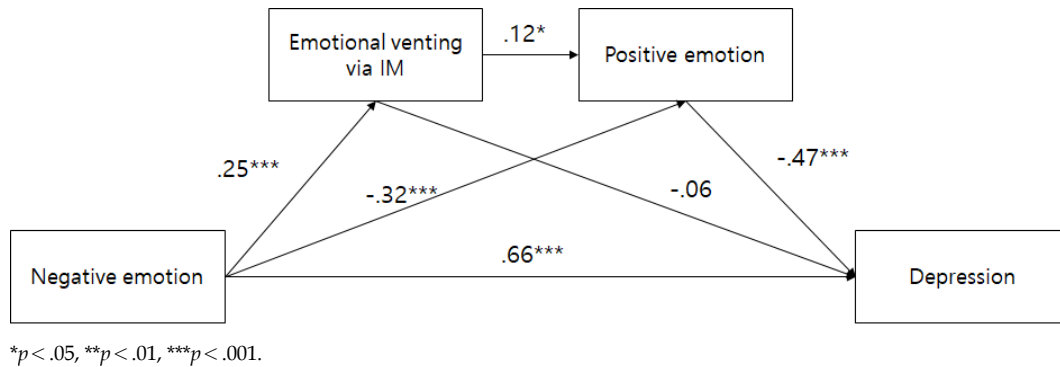 Emotional venting
via IM
.12*
Positive emotion
.25***
-.32***
-.06
-.47***
Negative emotion
.66***
Depression
*p < .05, **p < .01, ***p < .001.